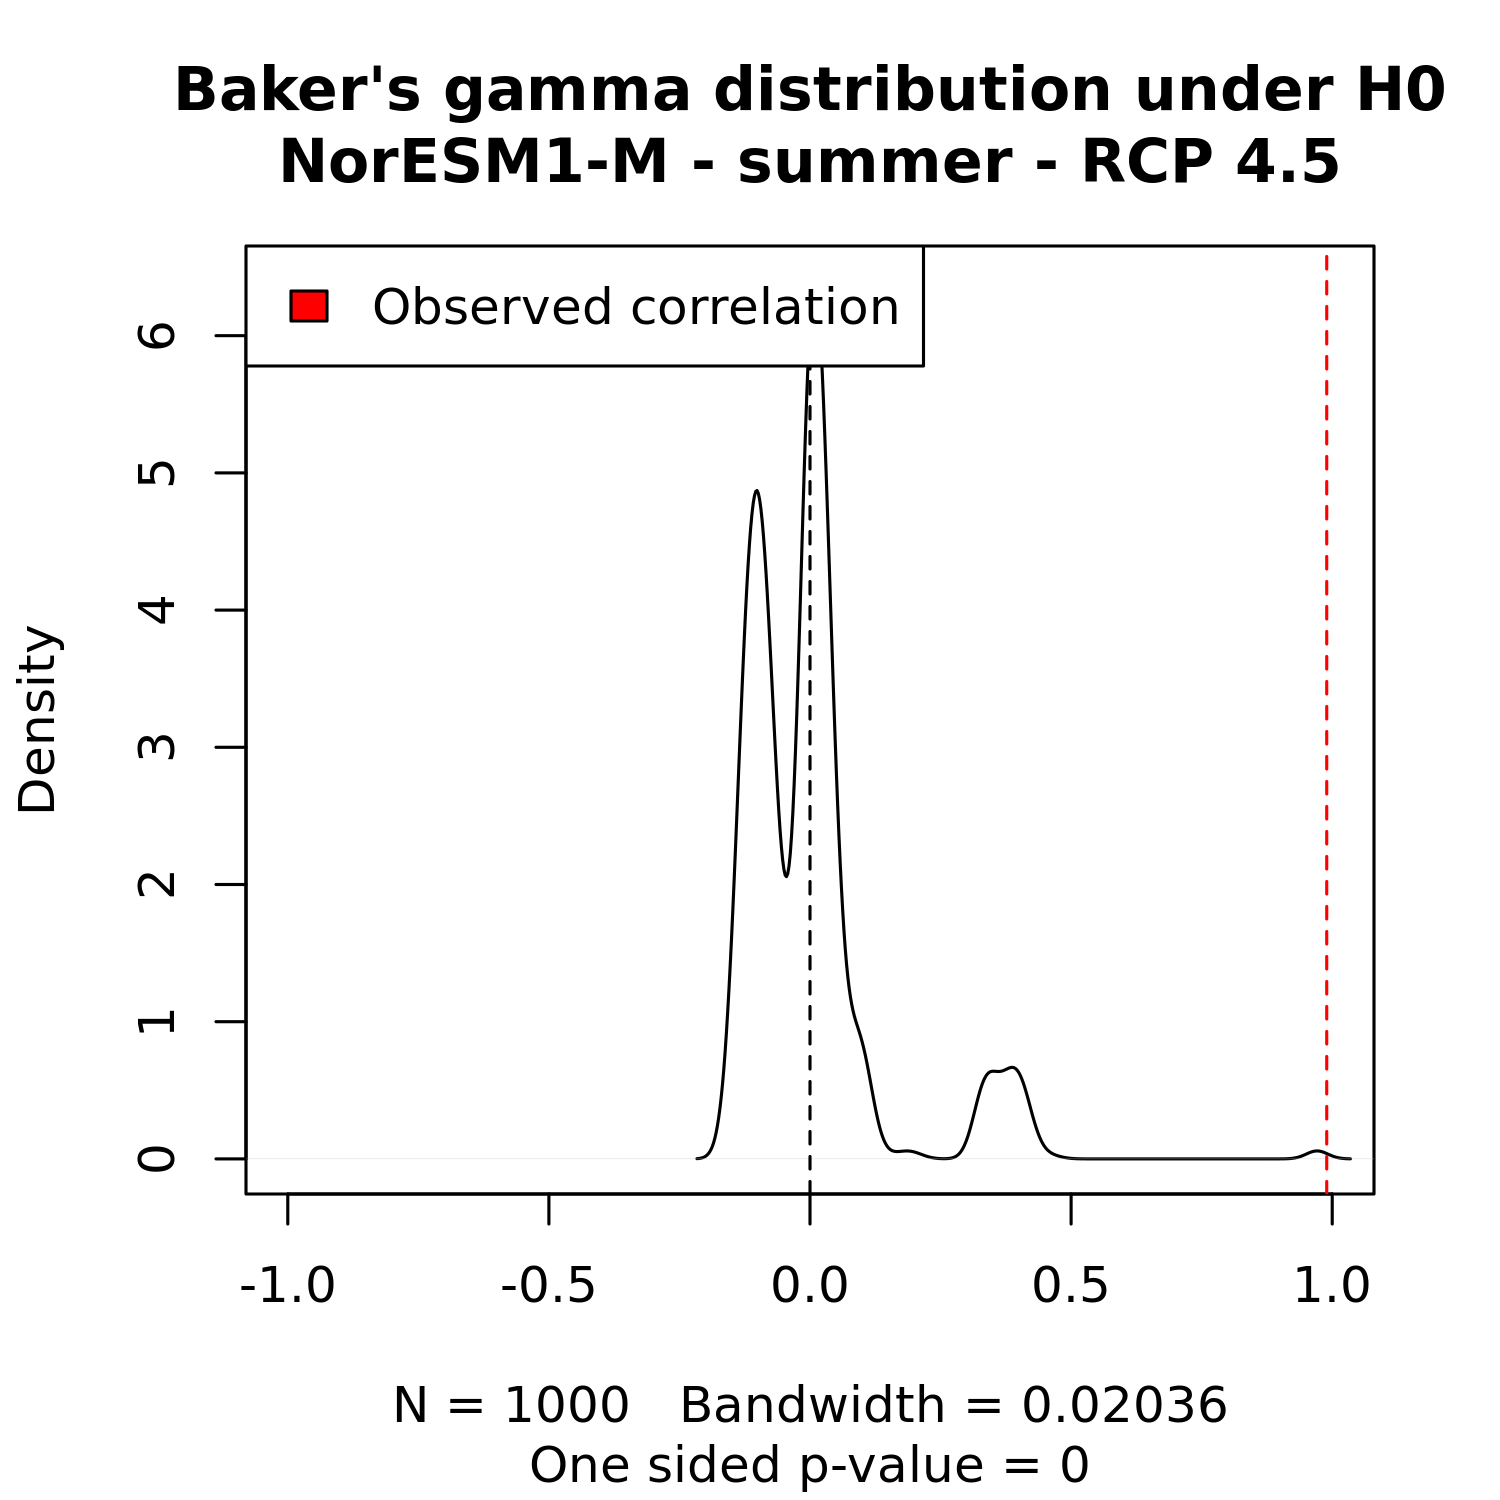 Baker's gamma distribution under H0
NorESM1-M - summer - RCP 4.5
Observed correlation
Density
6
5
4
3
2
1
0
-1.0 -0.5 0.0 0.5 1.0
N = 1000 Bandwidth = 0.02036
One sided p-value = 0